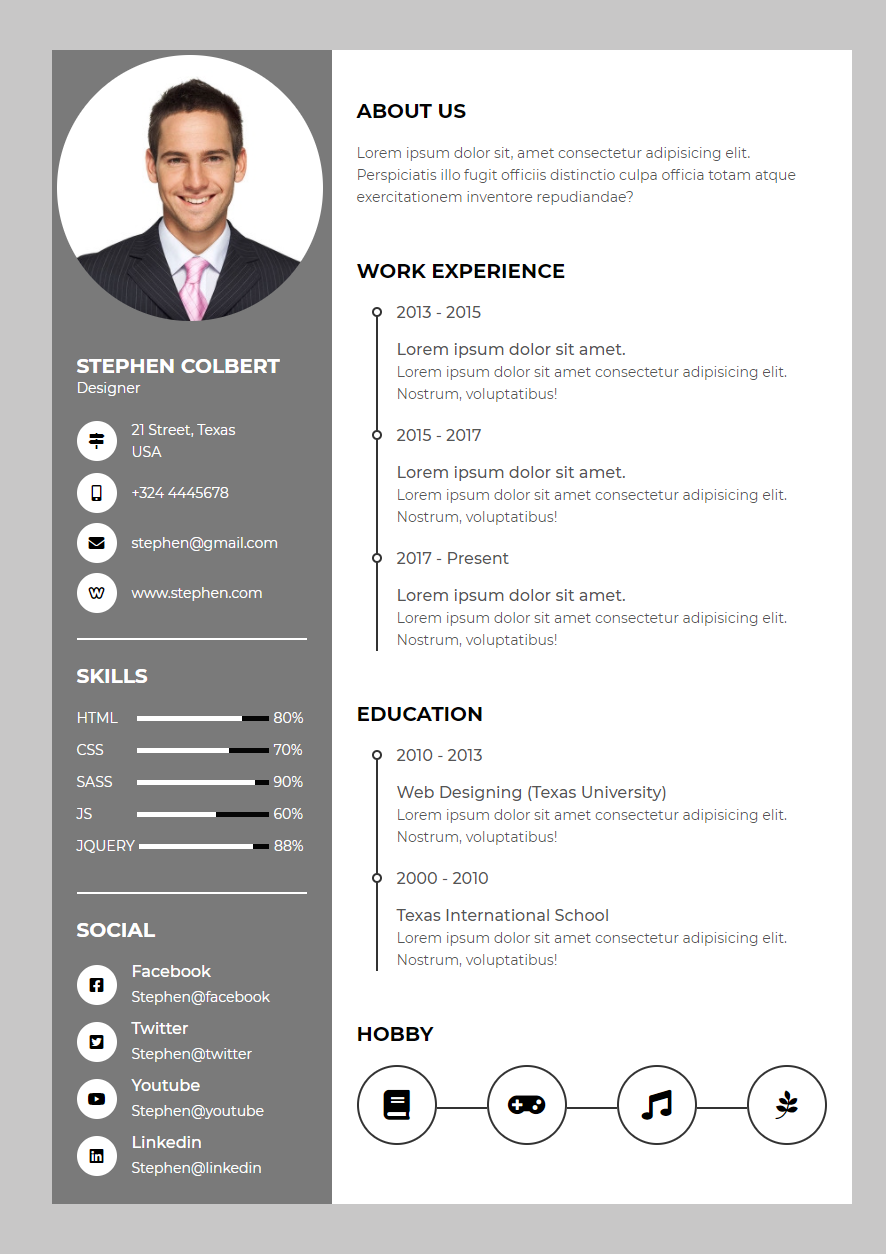 STEPHEN COLBERT
Designer
21 Street, Texas
USA
+324 4445678
stephen@gmail.com
www.stephen.com
SKILLS
HTML 80%
CSS 70%
SASS 90%
JS 60%
JQUERY 88%
SOCIAL
Facebook
Stephen@facebook
Twitter
Stephen@twitter
Youtube
Stephen@youtube
Linkedin
Stephen@linkedin
ABOUT US
Lorem ipsum dolor sit, amet consectetur adipisicing elit.
Perspiciatis illo fugit officiis distinctio culpa officia totam atque
exercitationem inventore repudiandae?
WORK EXPERIENCE
2013 - 2015
Lorem ipsum dolor sit amet.
Lorem ipsum dolor sit amet consectetur adipisicing elit.
Nostrum, voluptatibus!
2015 - 2017
Lorem ipsum dolor sit amet.
Lorem ipsum dolor sit amet consectetur adipisicing elit.
Nostrum, voluptatibus!
2017 - Present
Lorem ipsum dolor sit amet.
Lorem ipsum dolor sit amet consectetur adipisicing elit.
Nostrum, voluptatibus!
EDUCATION
2010 - 2013
Web Designing (Texas University)
Lorem ipsum dolor sit amet consectetur adipisicing elit.
Nostrum, voluptatibus!
2000 - 2010
Texas International School
Lorem ipsum dolor sit amet consectetur adipisicing elit.
Nostrum, voluptatibus!
HOBBY